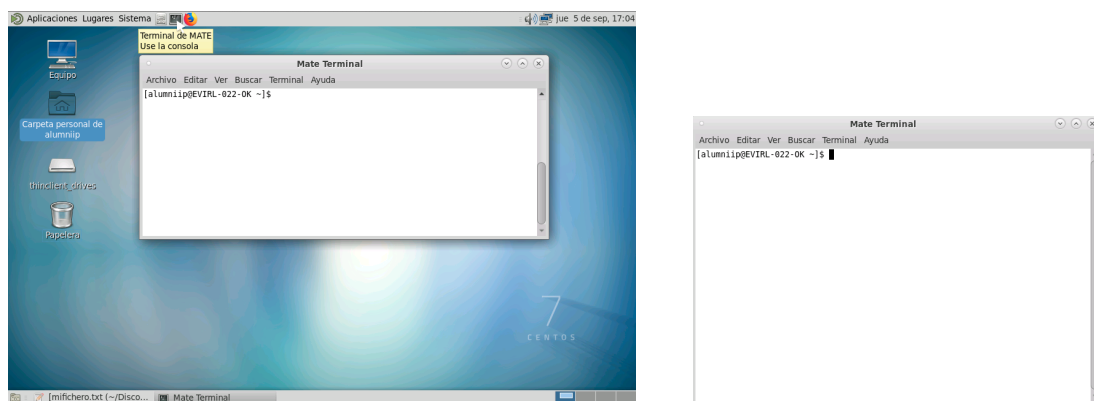 Aplicaciones Lugares Sistema
jue 5 de sep, 17:04
Terminal de MATE
Use la consola
Equipo
Carpeta personal de
alumniip
thinclient_drives
Papelera
Mate Terminal
Archivo Editar Ver Buscar Terminal Ayuda
[alumniip@EVIRL-022-OK ~]$
7
CENTOS
[mifichero.txt (~/Disco...
Mate Terminal
Mate Terminal
Archivo Editar Ver Buscar Terminal Ayuda
[alumniip@EVIRL-022-OK ~]$